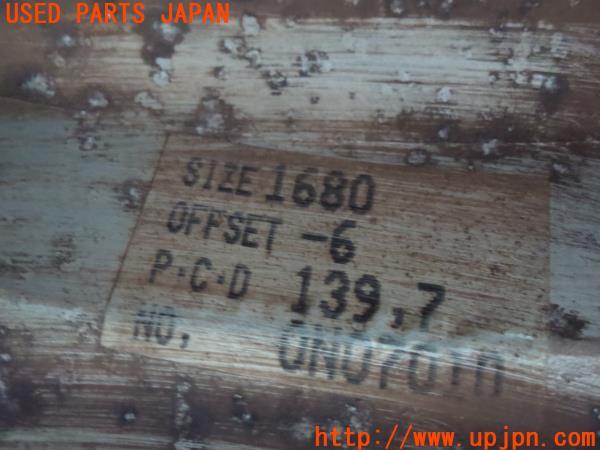 USED PARTS JAPAN
SIZE 1680
OFFSET -6
P·C·D 139,7
NO,
http://www.upjpn.com